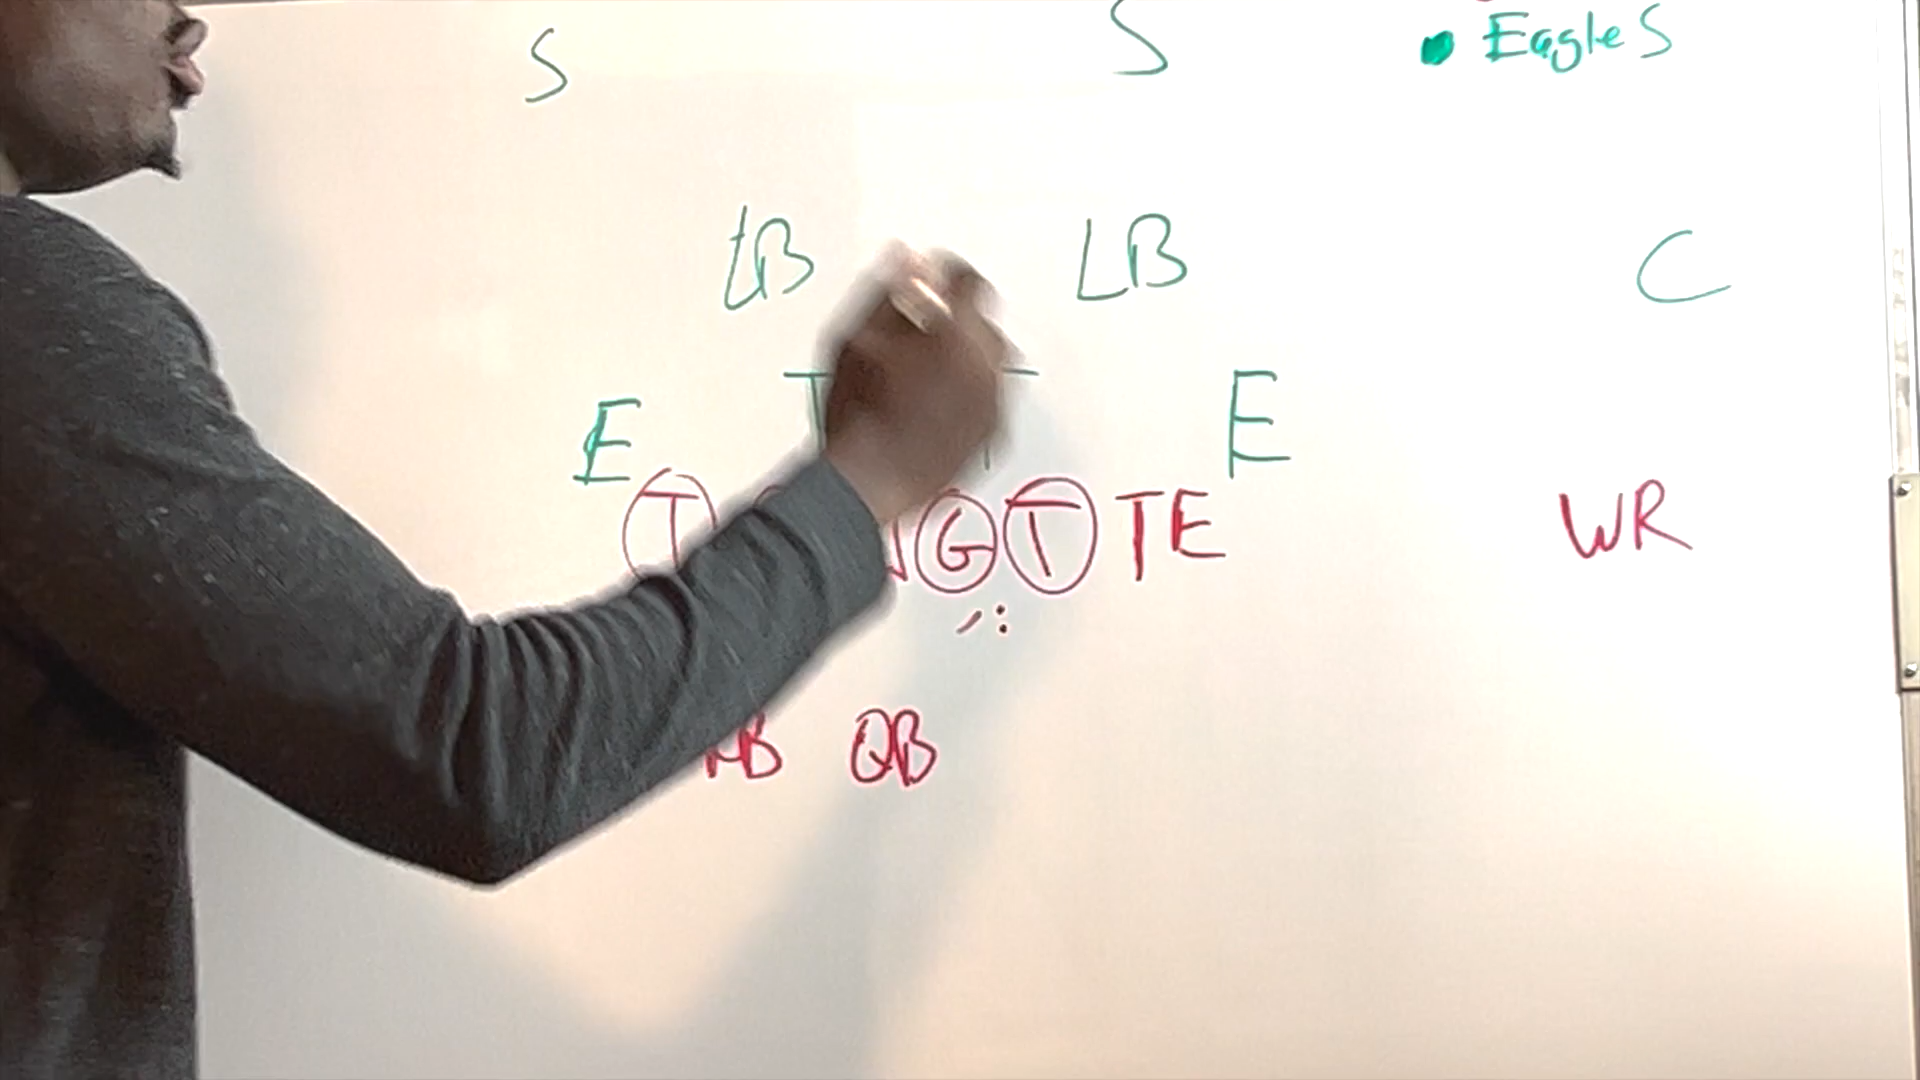 S S • Eagles
LB LB C
E T T E
T G T TE WR
QB